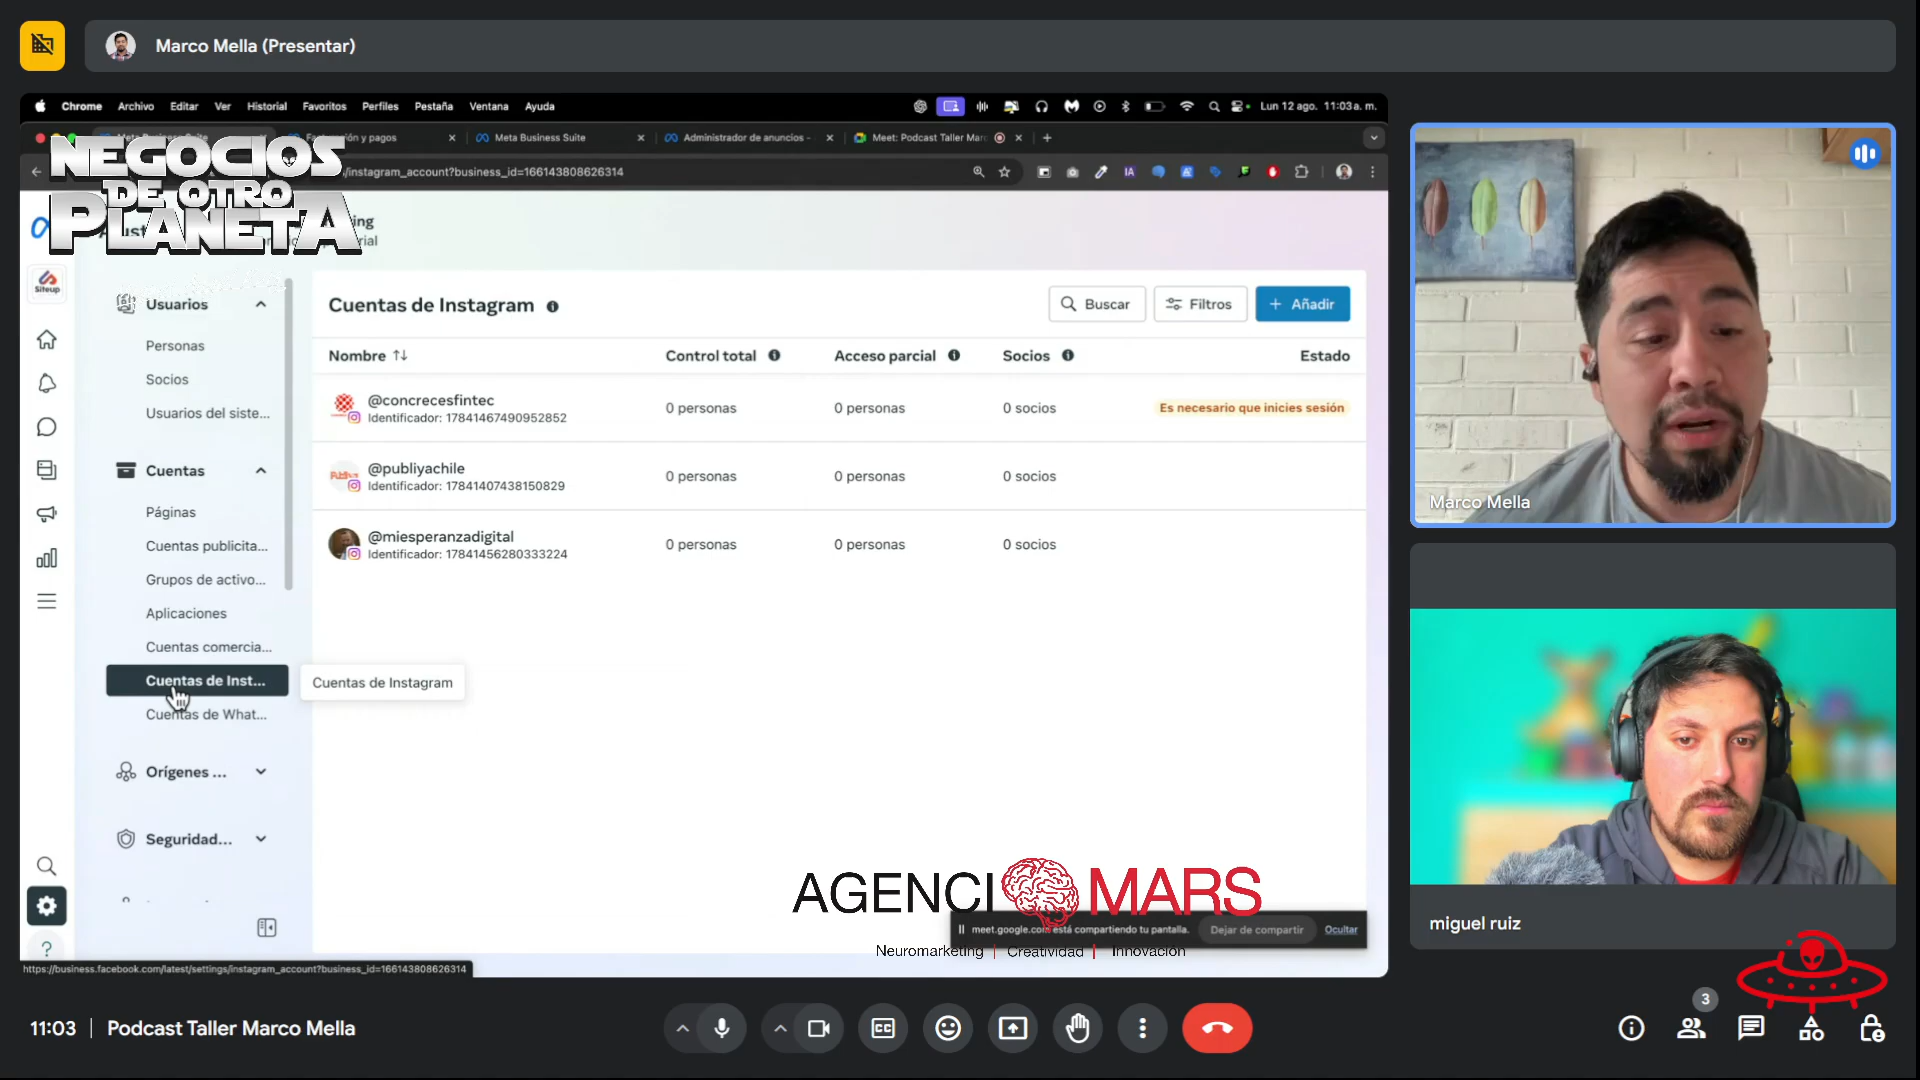 Marco Mella (Presentar)
Chrome Archivo Editar Ver Historial Favoritos Perfiles Pestaña Ventana Ayuda
Lun 12 ago. 11:03 a. m.
Meta Business Suite
Administrador de anuncios -
Meet: Podcast Taller Marc
/instagram_account?business_id=166143808626314
NEGOCIOS
DE OTRO
PLANETA
Siteup
Usuarios
Personas
Socios
Usuarios del siste...
Cuentas
Páginas
Cuentas publicita...
Grupos de activo...
Aplicaciones
Cuentas comercia...
Cuentas de Inst...
Cuentas de Instagram
Cuentas de What...
Orígenes ...
Seguridad...
Cuentas de Instagram
Buscar
Filtros
+ Añadir
Nombre Control total Acceso parcial Socios Estado
@concrecesfintec
Identificador: 17841467490952852
0 personas 0 personas 0 socios Es necesario que inicies sesión
@publiyachile
Identificador: 17841407438150829
0 personas 0 personas 0 socios
@miesperanzadigital
Identificador: 17841456280333224
0 personas 0 personas 0 socios
AGENCI MARS
meet.google.com está compartiendo tu pantalla. Dejar de compartir Ocultar
Neuromarketing | Creatividad | Innovación
https://business.facebook.com/latest/settings/instagram_account?business_id=166143808626314
Marco Mella
miguel ruiz
11:03 | Podcast Taller Marco Mella
CC
3